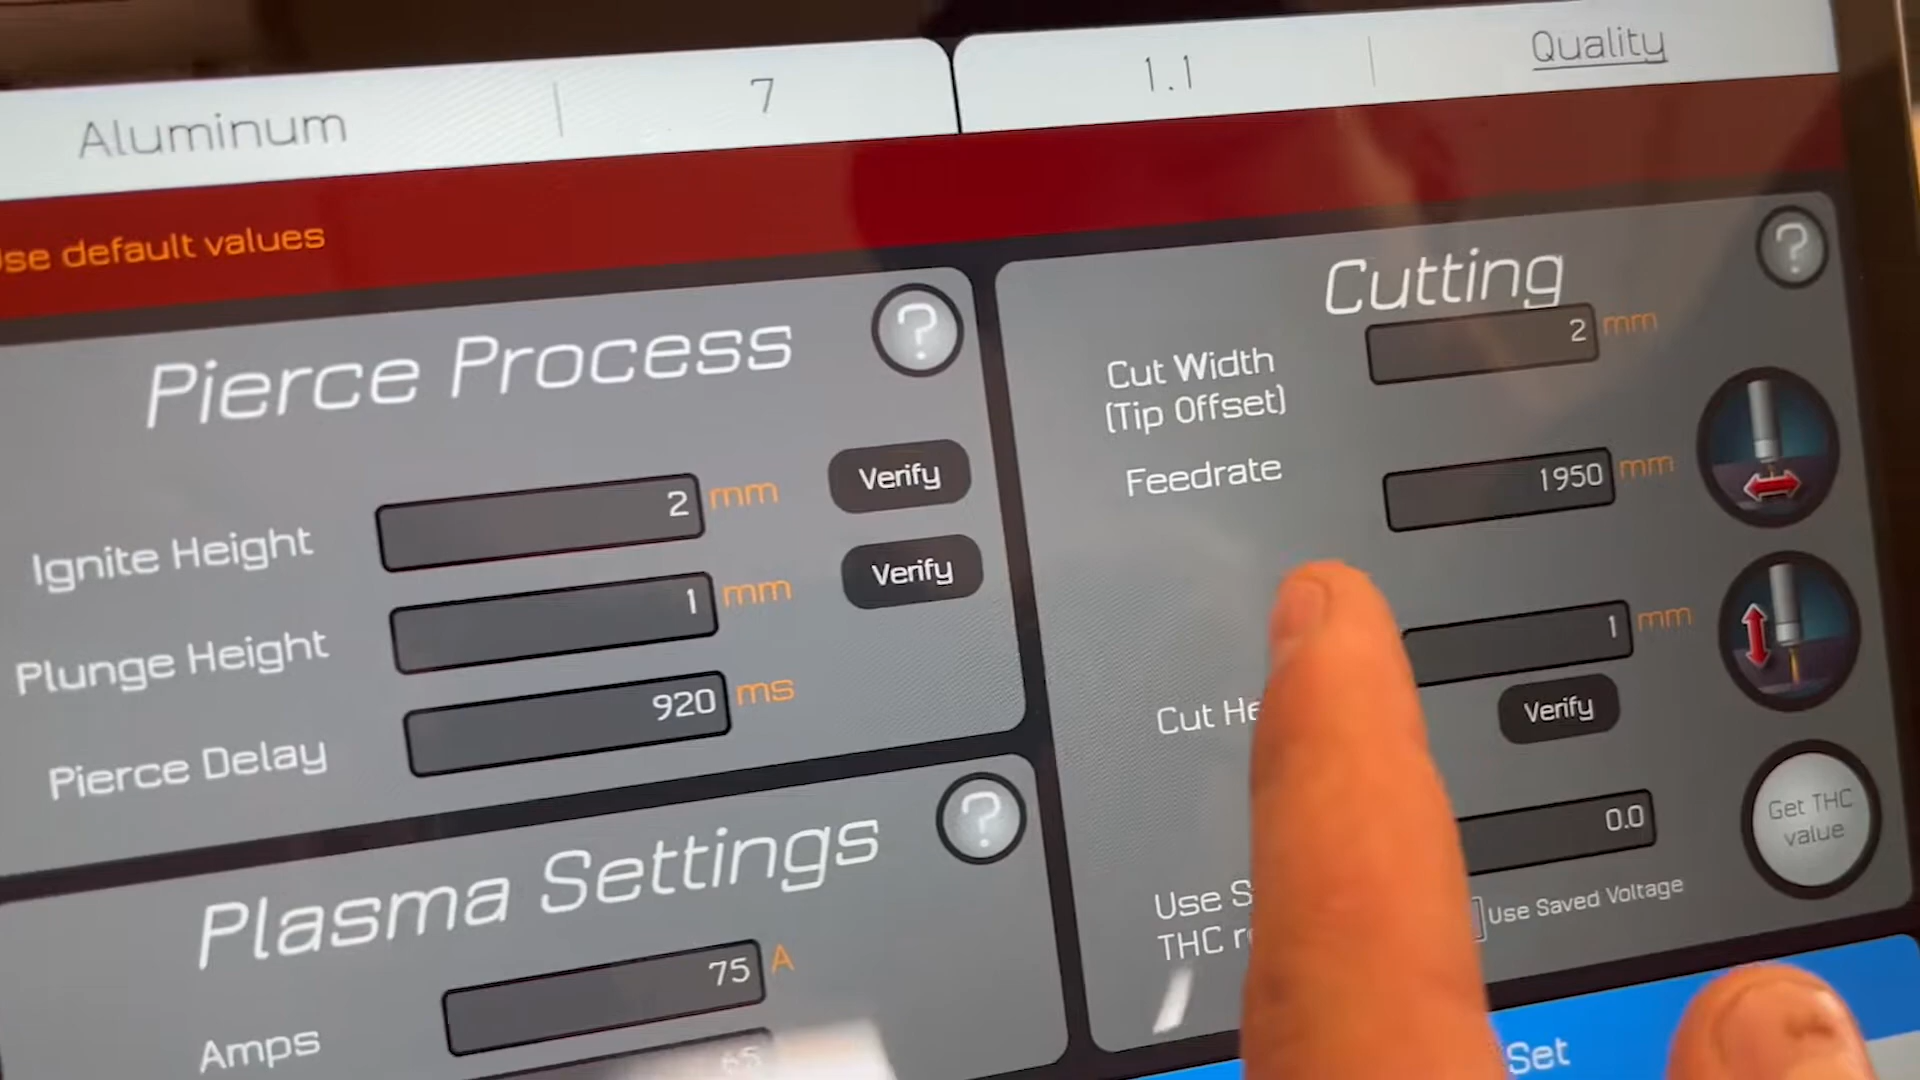 Aluminum 7 1.1 Quality
use default values
Pierce Process ?
Ignite Height 2 mm Verify
Plunge Height 1 mm Verify
Pierce Delay 920 ms
Plasma Settings ?
Amps 75 A
65
Cutting ?
Cut Width
(Tip Offset) 2 mm
Feedrate 1950 mm
Cut He 1 mm
Verify
0.0
Get THC
value
Use S
THC r
Use Saved Voltage
Set